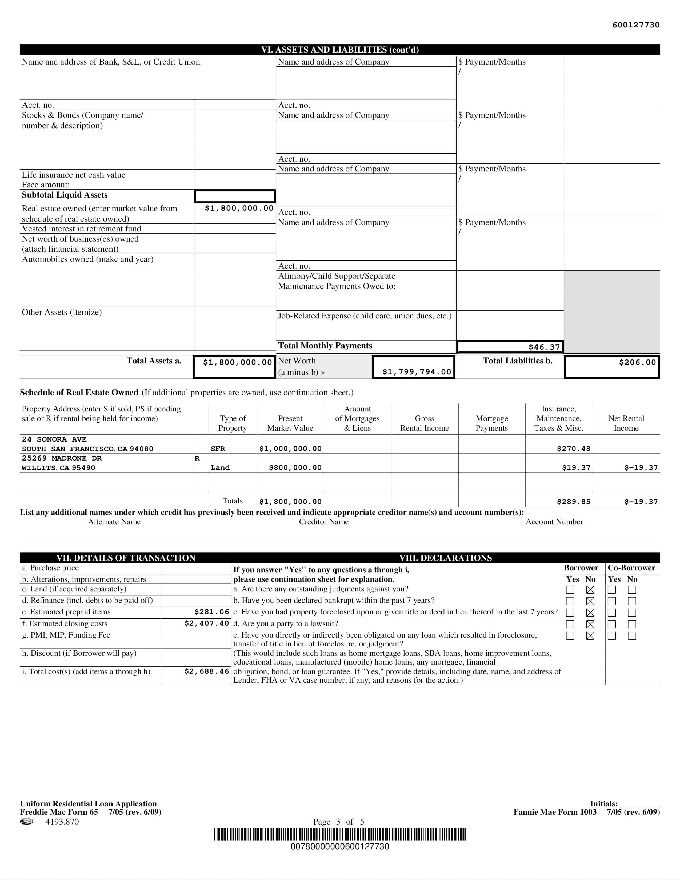 600127730
VI. ASSETS AND LIABILITIES (cont'd)
Name and address of Bank, S&L, or Credit Union
Name and address of Company
$ Payment/Months
/
Acct. no.
Acct. no.
Stocks & Bonds (Company name/
number & description)
Name and address of Company
$ Payment/Months
/
Acct. no.
Life insurance net cash value
Face amount:
Name and address of Company
$ Payment/Months
/
Subtotal Liquid Assets
Real estate owned (enter market value from
schedule of real estate owned)
$1,800,000.00
Acct. no.
Vested interest in retirement fund
Name and address of Company
$ Payment/Months
/
Net worth of business(es) owned
(attach financial statement)
Automobiles owned (make and year)
Acct. no.
Alimony/Child Support/Separate
Maintenance Payments Owed to:
Other Assets (itemize)
Job-Related Expense (child care, union dues, etc.)
Total Monthly Payments
$46.37
Total Assets a.
$1,800,000.00
Net Worth
(a minus b) »
$1,799,794.00
Total Liabilities b.
$206.00
Schedule of Real Estate Owned (If additional properties are owned, use continuation sheet.)
Property Address (enter S if sold, PS if pending
sale or R if rental being held for income)
Type of
Property
Present
Market Value
Amount
of Mortgages
& Liens
Gross
Rental Income
Mortgage
Payments
Insurance,
Maintenance,
Taxes & Misc.
Net Rental
Income
24 SONORA AVE
SOUTH SAN FRANCISCO, CA 94080 SFR $1,000,000.00 $270.48
25269 MADRONE DR R
WILLITS, CA 95490 Land $800,000.00 $19.37 $-19.37
Totals $1,800,000.00 $289.85 $-19.37
List any additional names under which credit has previously been received and indicate appropriate creditor name(s) and account number(s):
Alternate Name Creditor Name Account Number
VII. DETAILS OF TRANSACTION
a. Purchase price
b. Alterations, improvements, repairs
c. Land (if acquired separately)
d. Refinance (incl. debts to be paid off)
e. Estimated prepaid items $281.06
f. Estimated closing costs $2,407.40
g. PMI, MIP, Funding Fee
h. Discount (if Borrower will pay)
i. Total cost(s) (add items a through h) $2,688.46
VIII. DECLARATIONS
If you answer "Yes" to any questions a through i,
please use continuation sheet for explanation.
Borrower Co-Borrower
Yes No Yes No
a. Are there any outstanding judgments against you?
b. Have you been declared bankrupt within the past 7 years?
c. Have you had property foreclosed upon or given title or deed in lieu thereof in the last 7 years?
d. Are you a party to a lawsuit?
e. Have you directly or indirectly been obligated on any loan which resulted in foreclosure,
transfer of title in lieu of foreclosure, or judgment?
(This would include such loans as home mortgage loans, SBA loans, home improvement loans,
educational loans, manufactured (mobile) home loans, any mortgage, financial
obligation, bond, or loan guarantee. If "Yes," provide details, including date, name, and address of
Lender, FHA or VA case number, if any, and reasons for the action.)
Uniform Residential Loan Application
Freddie Mac Form 65 7/05 (rev. 6/09)
4193.870
Page 3 of 5
Initials:
Fannie Mae Form 1003 7/05 (rev. 6/09)
00780000000600127730